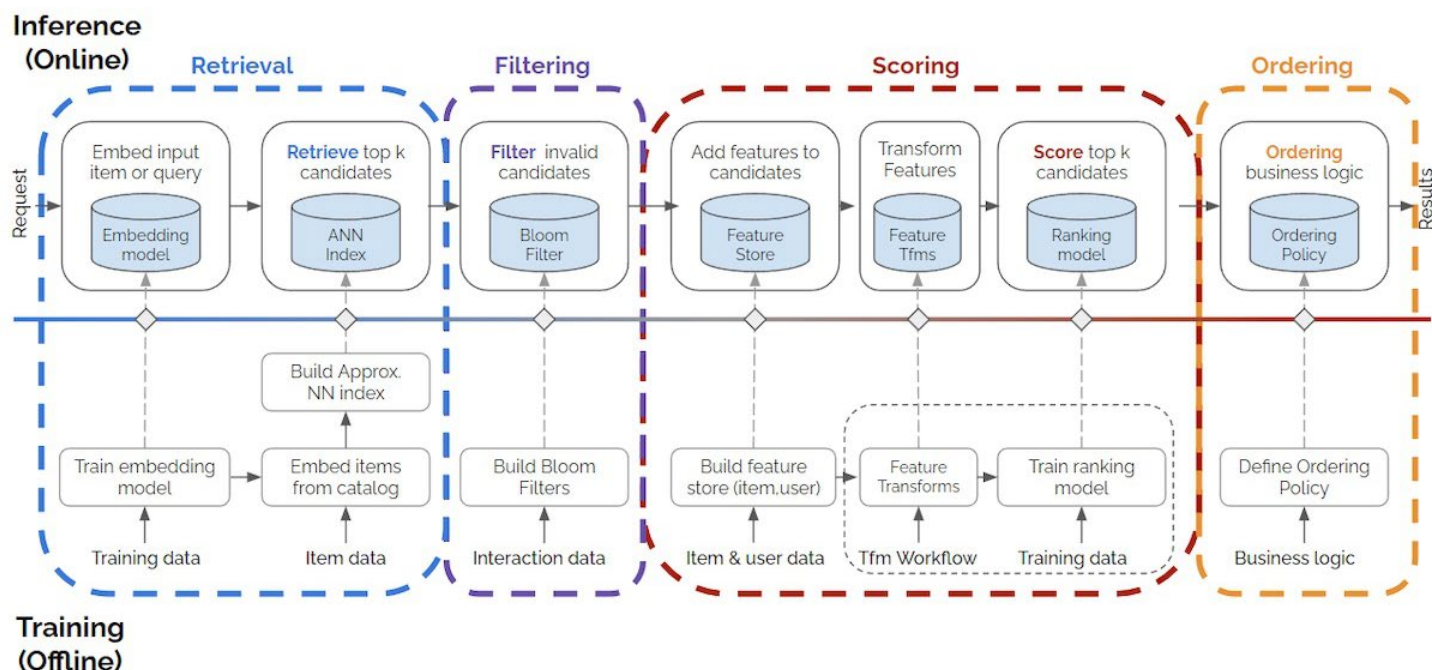 Inference
(Online)
Retrieval
Filtering
Scoring
Ordering
Request
Embed input
item or query
Embedding
model
Retrieve top k
candidates
ANN
Index
Filter invalid
candidates
Bloom
Filter
Add features to
candidates
Feature
Store
Transform
Features
Feature
Tfms
Score top k
candidates
Ranking
model
Ordering
business logic
Ordering
Policy
Results
Build Approx.
NN index
Train embedding
model
Embed items
from catalog
Build Bloom
Filters
Build feature
store (item,user)
Feature
Transforms
Train ranking
model
Define Ordering
Policy
Training data
Item data
Interaction data
Item & user data
Tfm Workflow
Training data
Business logic
Training
(Offline)